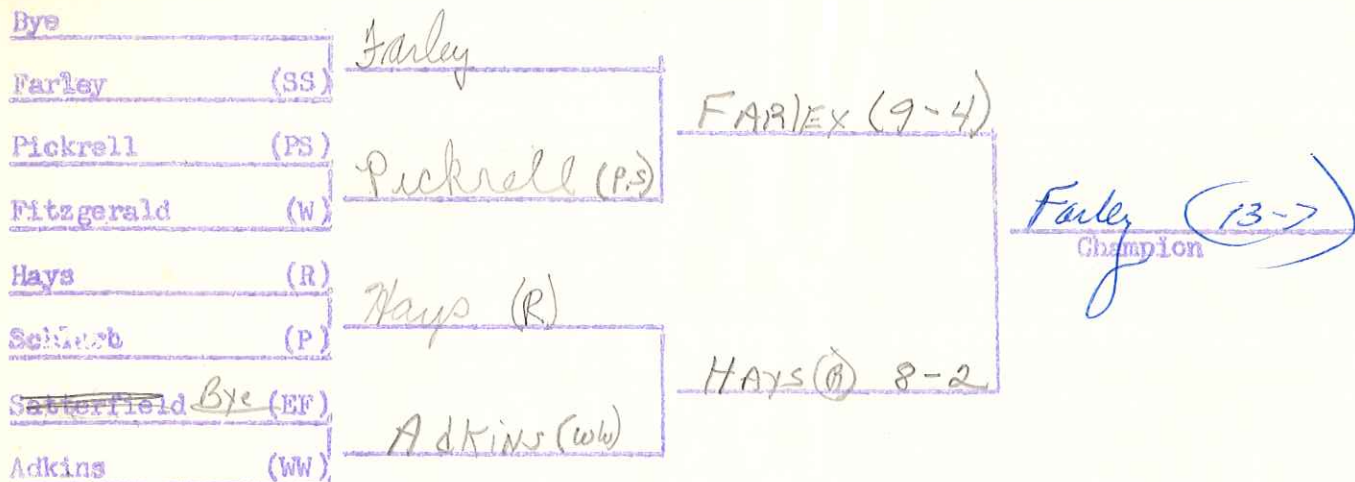 Bye
Farley (SS)
Pickrell (PS)
Fitzgerald (W)
Hays (R)
(P)
Satterfield Bye (EF)
Adkins (WW)
Farley
Pickrell (P.S)
Hays (R)
Adkins (WW)
FARlEY (9-4)
HAYS (R) 8-2
Farley (13-7)
Champion